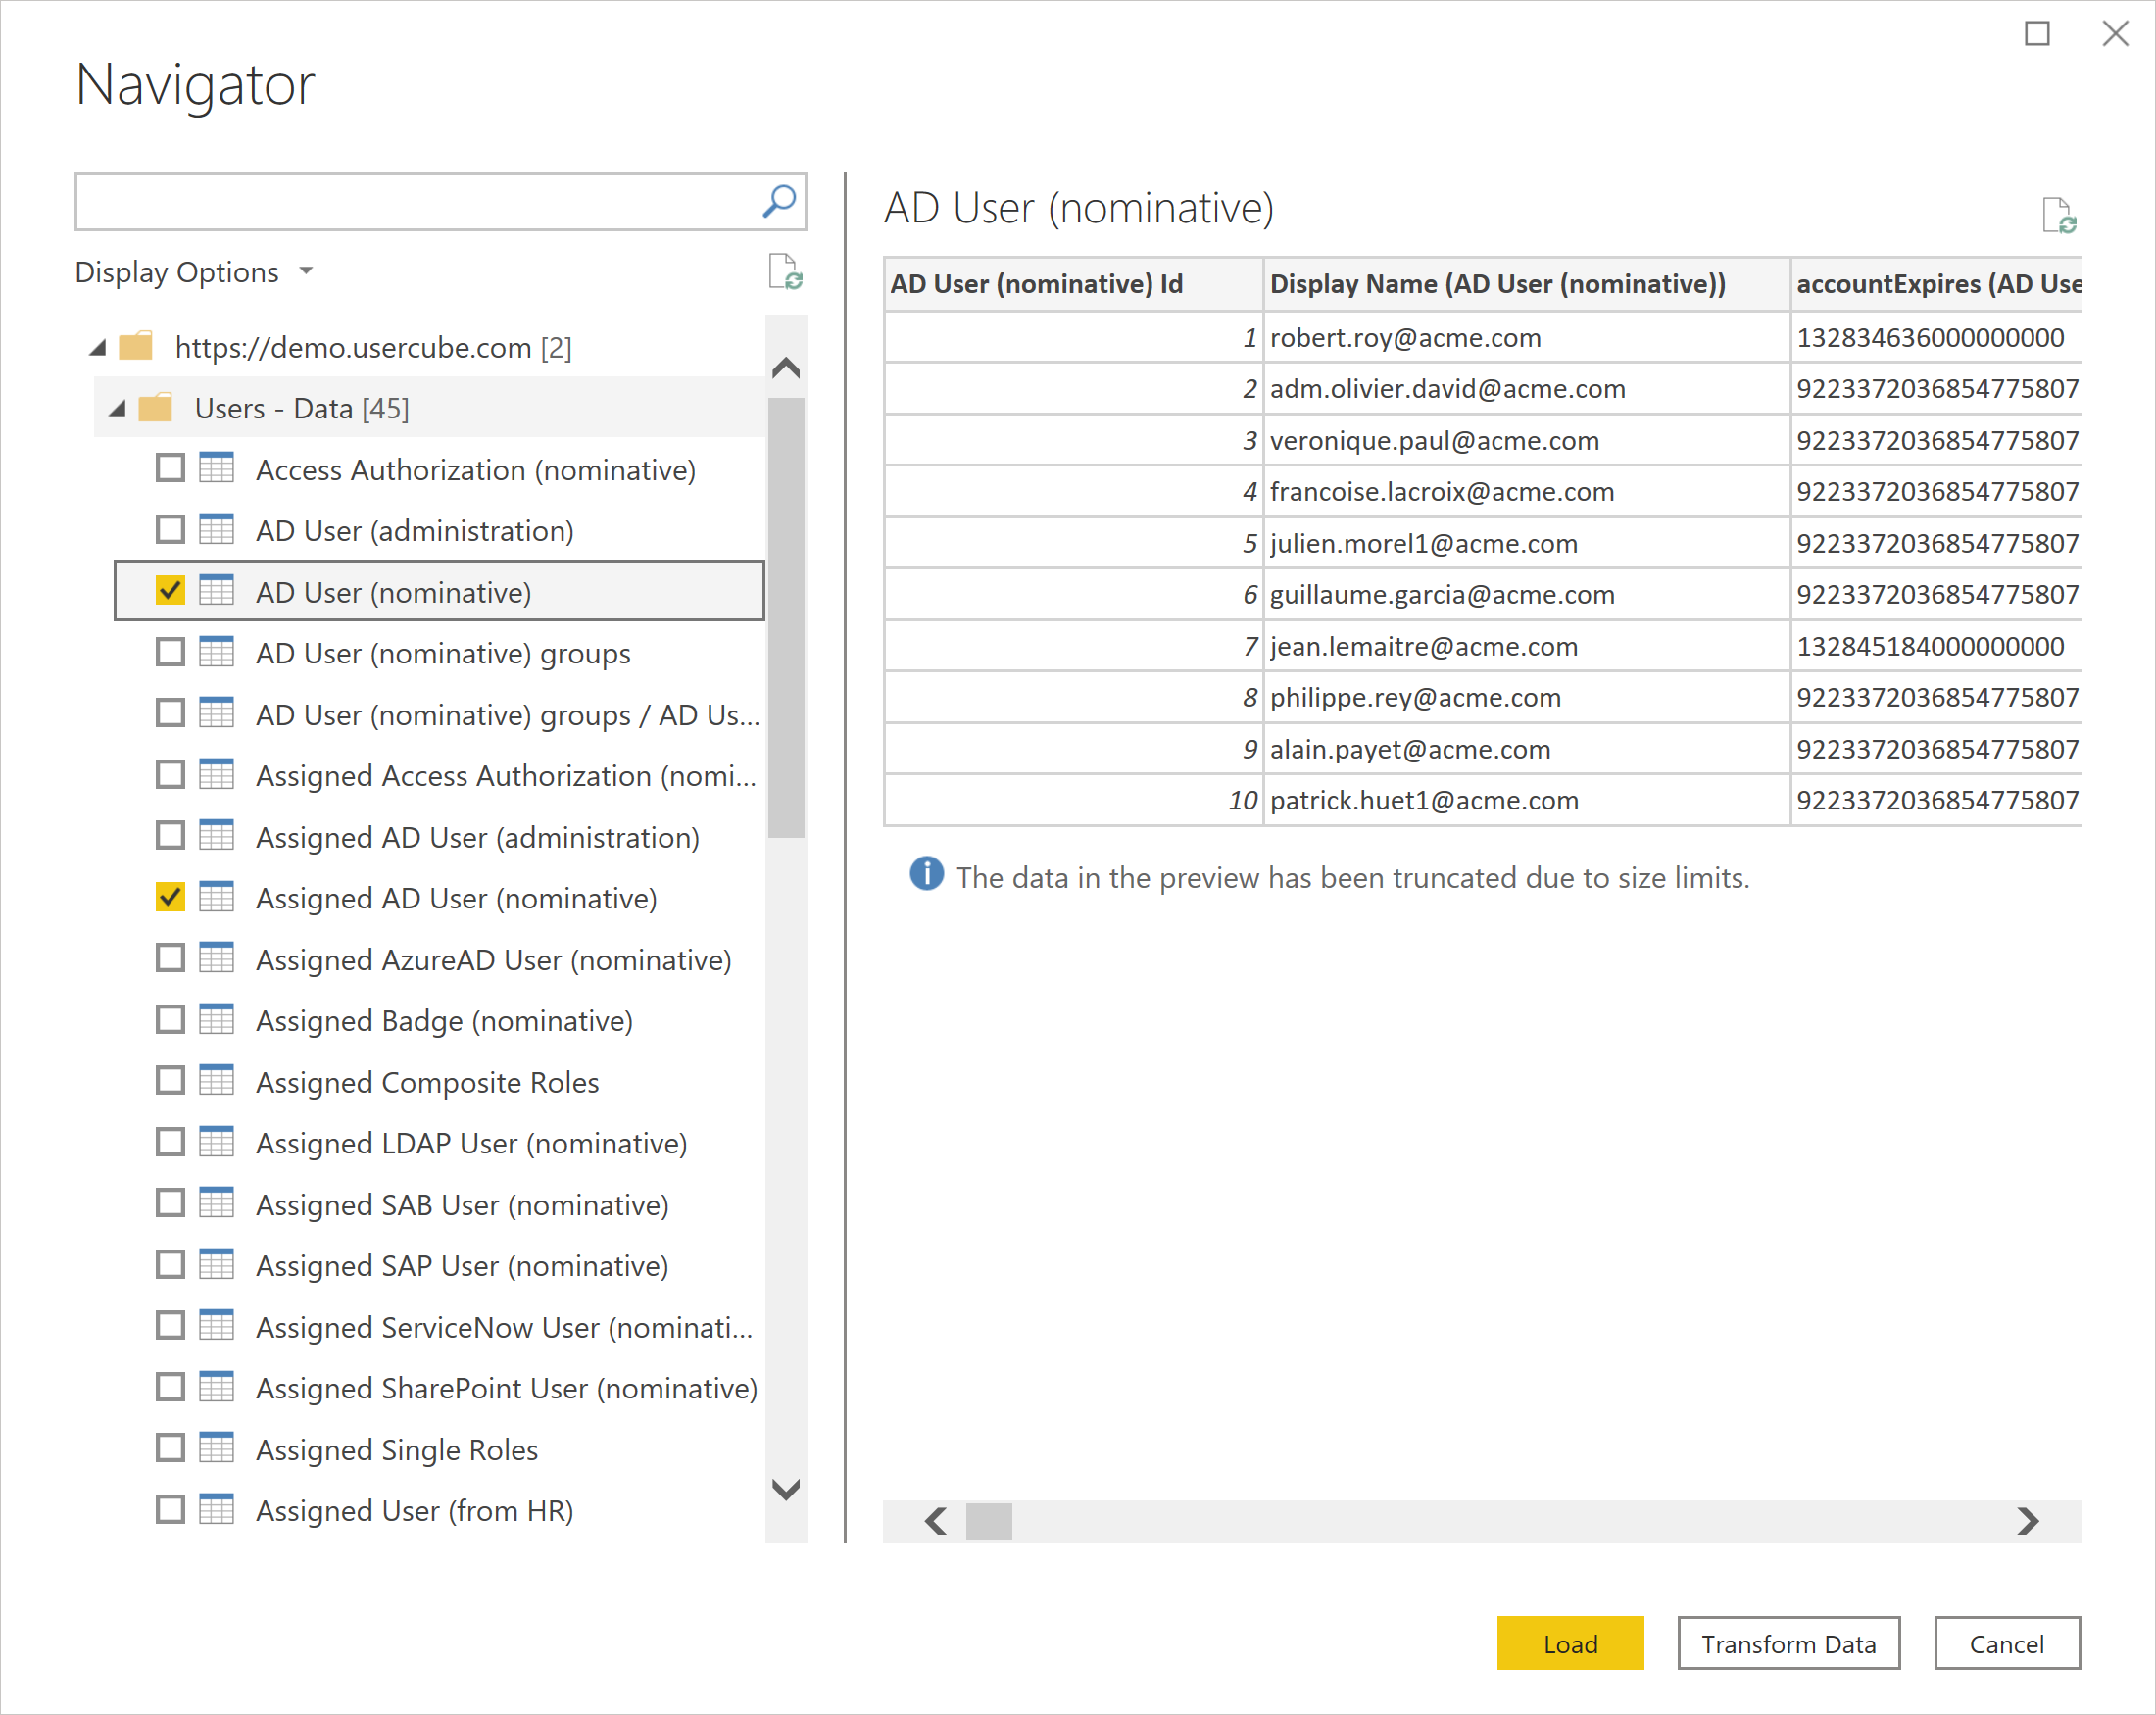 Navigator
Display Options
https://demo.usercube.com [2]
Users - Data [45]
Access Authorization (nominative)
AD User (administration)
AD User (nominative)
AD User (nominative) groups
AD User (nominative) groups / AD Us...
Assigned Access Authorization (nomi...
Assigned AD User (administration)
Assigned AD User (nominative)
Assigned AzureAD User (nominative)
Assigned Badge (nominative)
Assigned Composite Roles
Assigned LDAP User (nominative)
Assigned SAB User (nominative)
Assigned SAP User (nominative)
Assigned ServiceNow User (nominati...
Assigned SharePoint User (nominative)
Assigned Single Roles
Assigned User (from HR)
AD User (nominative)
AD User (nominative) Id Display Name (AD User (nominative)) accountExpires (AD Use
1 robert.roy@acme.com 132834636000000000
2 adm.olivier.david@acme.com 9223372036854775807
3 veronique.paul@acme.com 9223372036854775807
4 francoise.lacroix@acme.com 9223372036854775807
5 julien.morel1@acme.com 9223372036854775807
6 guillaume.garcia@acme.com 9223372036854775807
7 jean.lemaitre@acme.com 132845184000000000
8 philippe.rey@acme.com 9223372036854775807
9 alain.payet@acme.com 9223372036854775807
10 patrick.huet1@acme.com 9223372036854775807
The data in the preview has been truncated due to size limits.
Load Transform Data Cancel